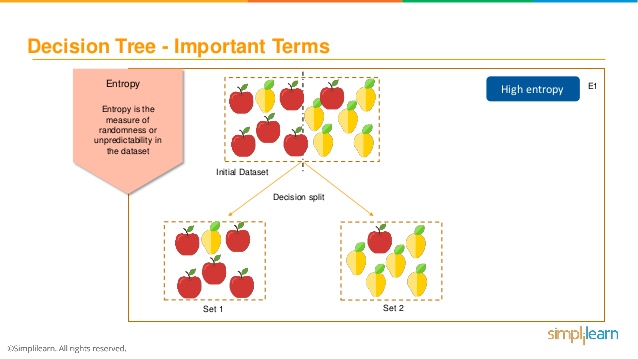 Decision Tree - Important Terms
Entropy
Entropy is the
measure of
randomness or
unpredictability in
the dataset
High entropy
E1
Initial Dataset
Decision split
Set 1
Set 2
©Simplilearn. All rights reserved.
simplilearn